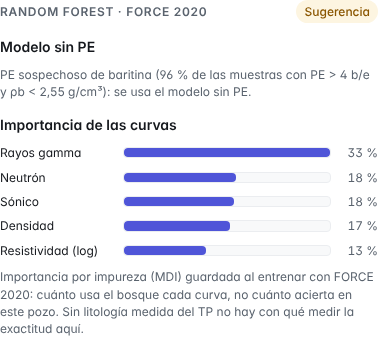 RANDOM FOREST · FORCE 2020
Sugerencia
Modelo sin PE
PE sospechoso de baritina (96 % de las muestras con PE > 4 b/e
y ρb < 2,55 g/cm³): se usa el modelo sin PE.
Importancia de las curvas
Rayos gamma 33 %
Neutrón 18 %
Sónico 18 %
Densidad 17 %
Resistividad (log) 13 %
Importancia por impureza (MDI) guardada al entrenar con FORCE
2020: cuánto usa el bosque cada curva, no cuánto acierta en
este pozo. Sin litología medida del TP no hay con qué medir la
exactitud aquí.